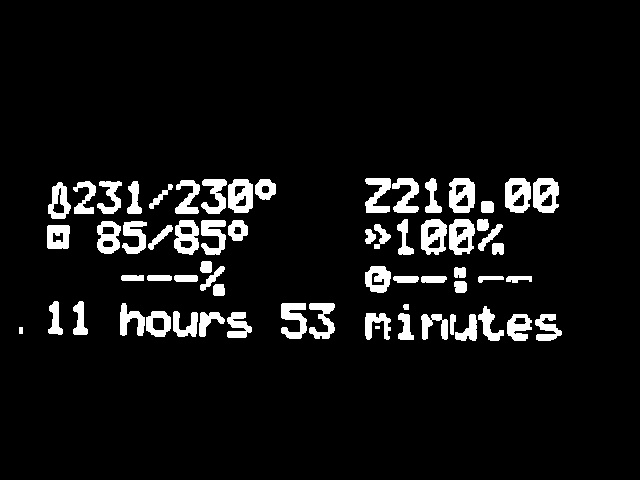 231/230° Z210.00
85/85° 100%
---% --:--
. 11 hours 53 minutes